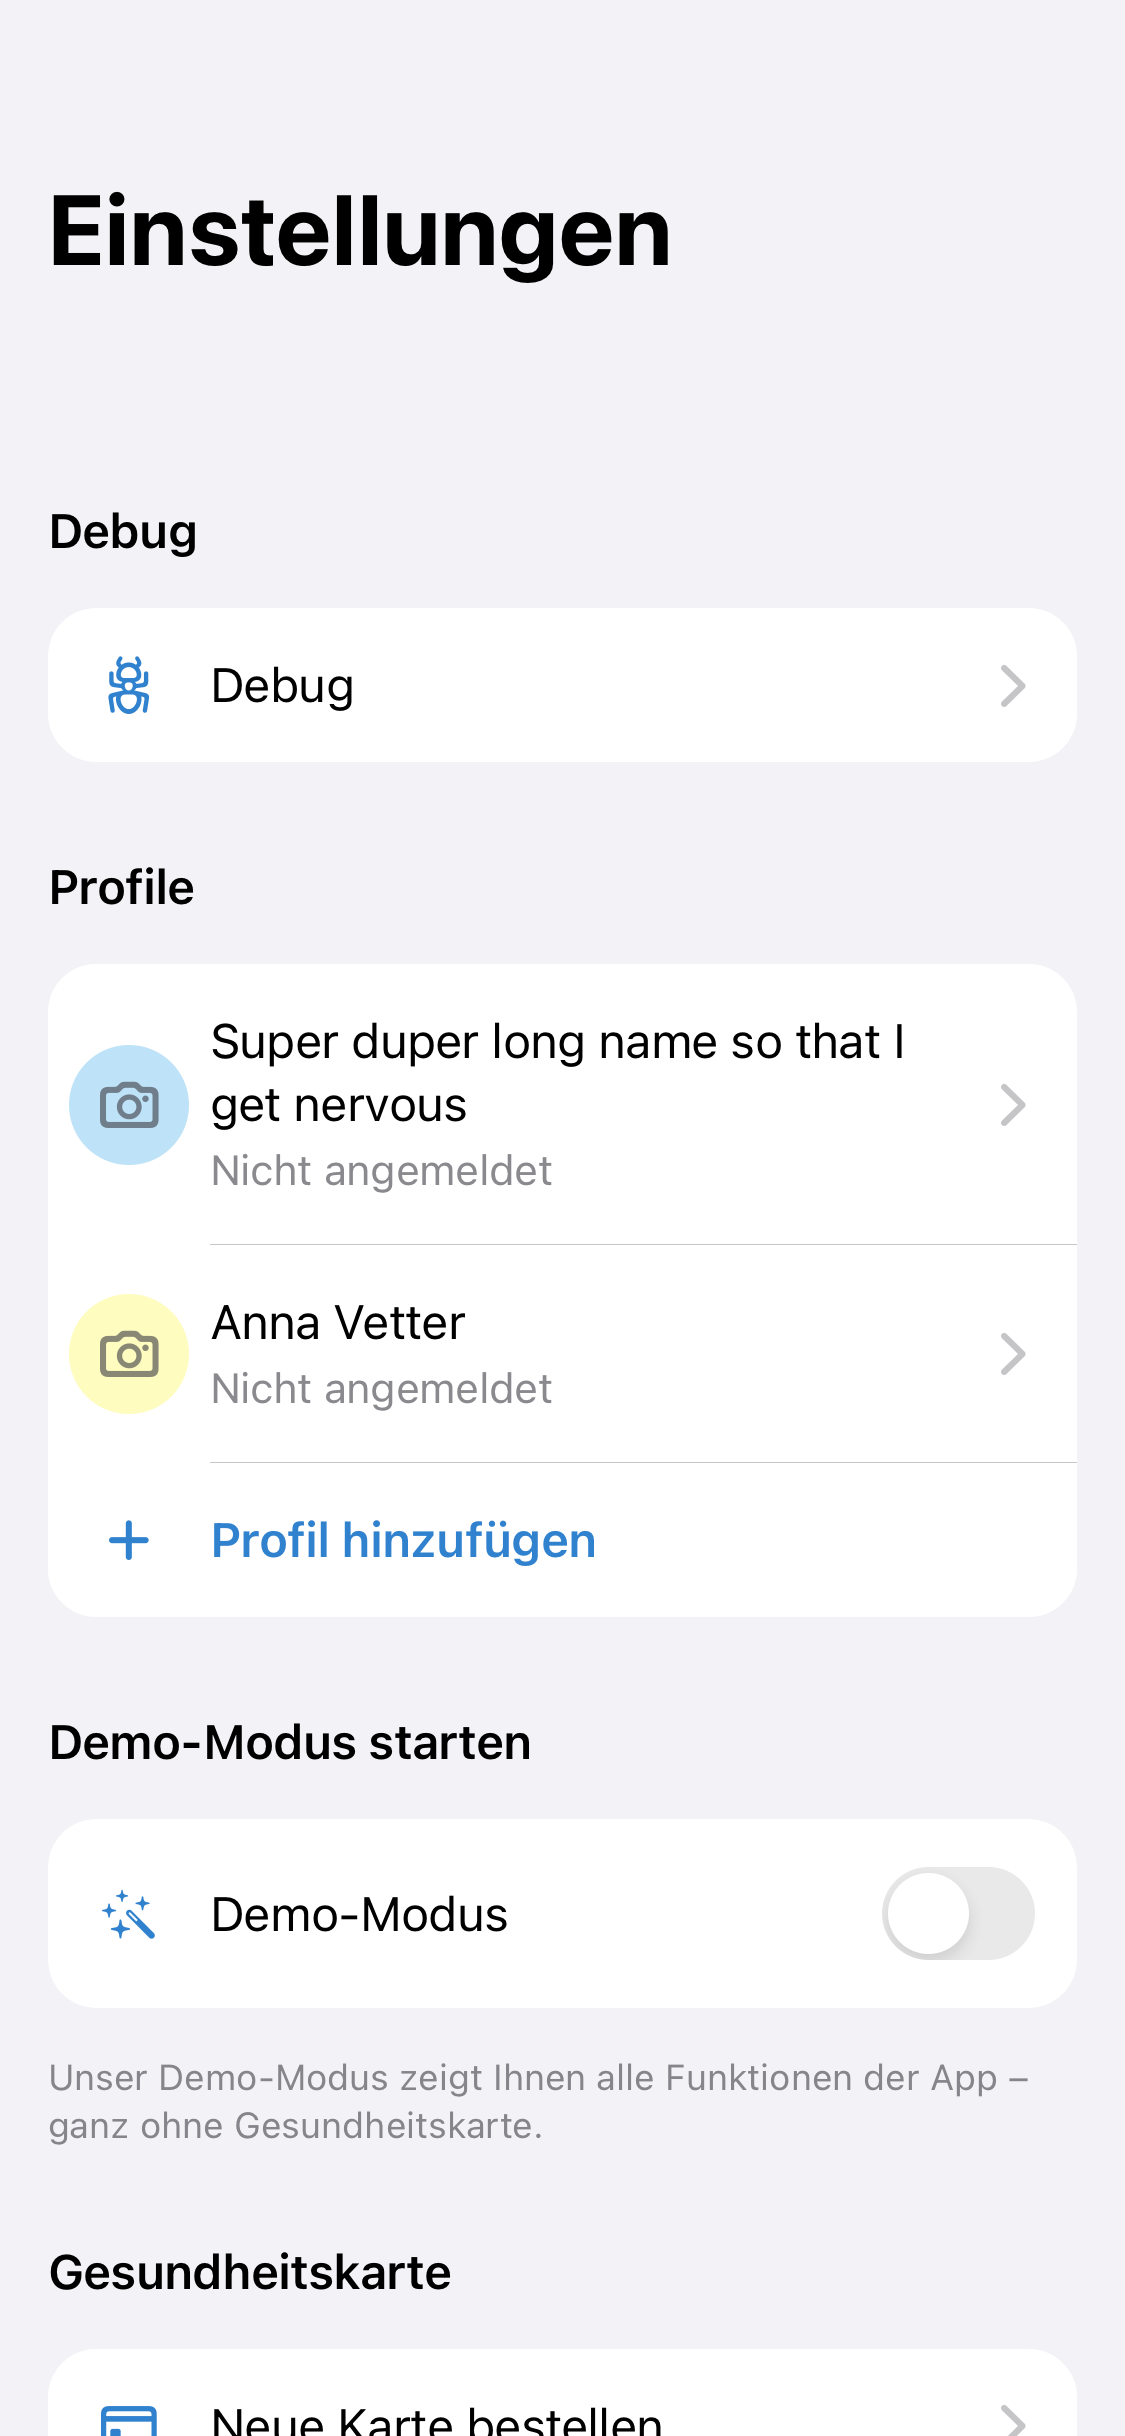 Einstellungen
Debug
Debug
Profile
Super duper long name so that I
get nervous
Nicht angemeldet
Anna Vetter
Nicht angemeldet
Profil hinzufügen
Demo-Modus starten
Demo-Modus
Unser Demo-Modus zeigt Ihnen alle Funktionen der App –
ganz ohne Gesundheitskarte.
Gesundheitskarte
Neue Karte bestellen